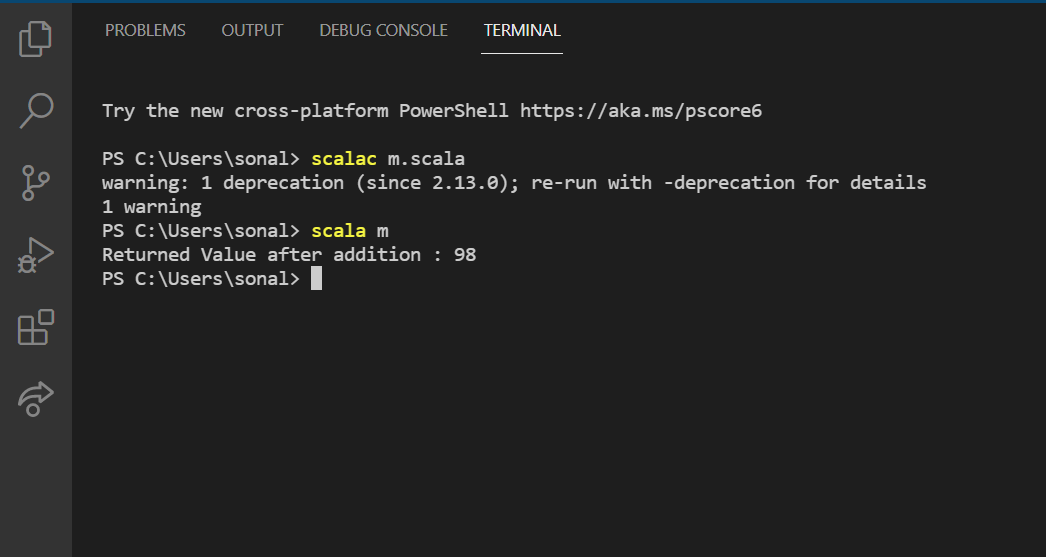 PROBLEMS OUTPUT DEBUG CONSOLE TERMINAL
Try the new cross-platform PowerShell https://aka.ms/pscore6
PS C:\Users\sonal> scalac m.scala
warning: 1 deprecation (since 2.13.0); re-run with -deprecation for details
1 warning
PS C:\Users\sonal> scala m
Returned Value after addition : 98
PS C:\Users\sonal>